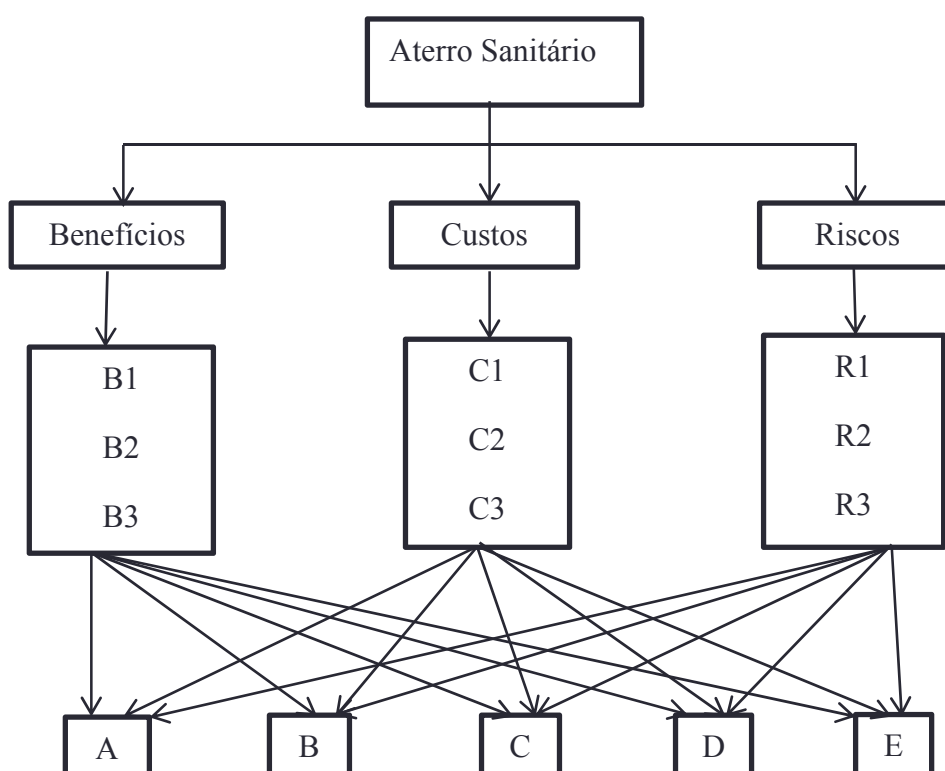 Aterro Sanitário
Benefícios
Custos
Riscos
B1
B2
B3
C1
C2
C3
R1
R2
R3
A
B
C
D
E